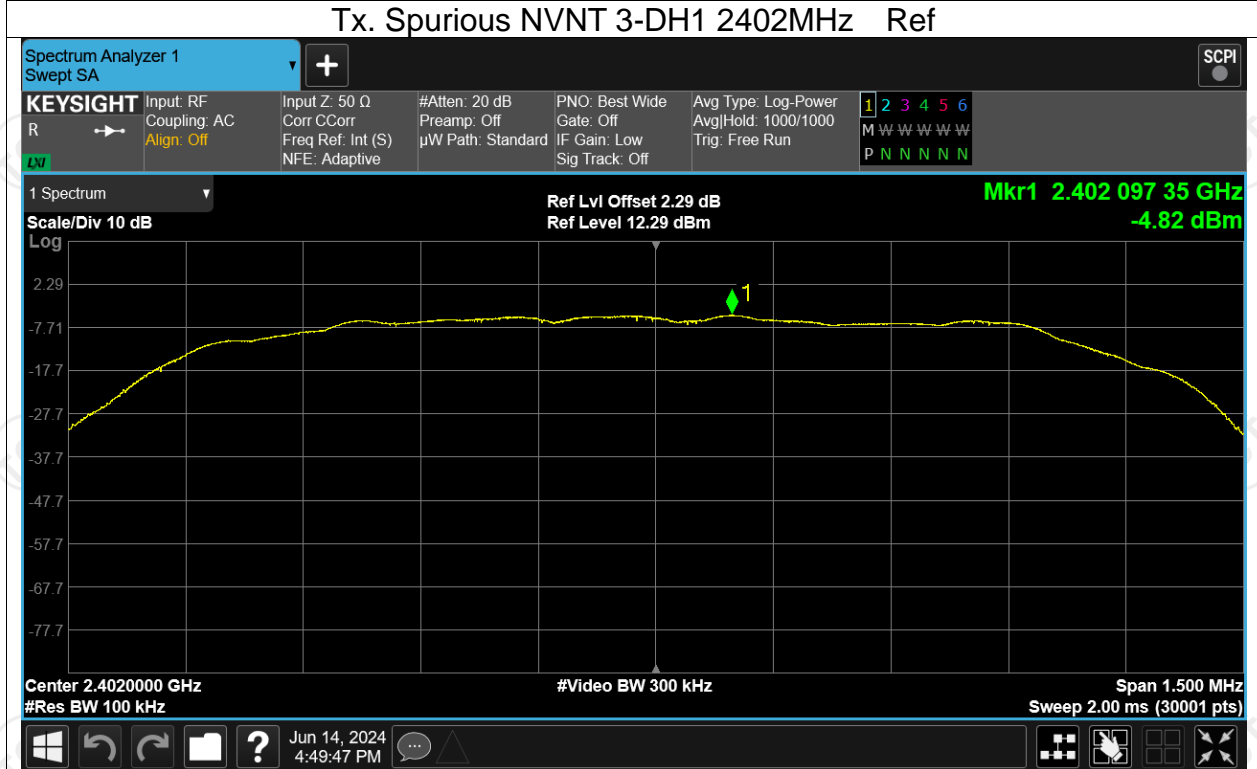 Tx. Spurious NVNT 3-DH1 2402MHz Ref
Spectrum Analyzer 1
Swept SA
SCPI
KEYSIGHT
R
LXI
Input: RF
Coupling: AC
Align: Off
Input Z: 50 Ω
Corr CCorr
Freq Ref: Int (S)
NFE: Adaptive
#Atten: 20 dB
Preamp: Off
µW Path: Standard
PNO: Best Wide
Gate: Off
IF Gain: Low
Sig Track: Off
Avg Type: Log-Power
Avg|Hold: 1000/1000
Trig: Free Run
1 2 3 4 5 6
M W W W W W
P N N N N N
1 Spectrum
Scale/Div 10 dB
Ref Lvl Offset 2.29 dB
Ref Level 12.29 dBm
Mkr1 2.402 097 35 GHz
-4.82 dBm
Log
2.29
-7.71
-17.7
-27.7
-37.7
-47.7
-57.7
-67.7
-77.7
1
Center 2.4020000 GHz
#Video BW 300 kHz
Span 1.500 MHz
#Res BW 100 kHz
Sweep 2.00 ms (30001 pts)
?
Jun 14, 2024
4:49:47 PM